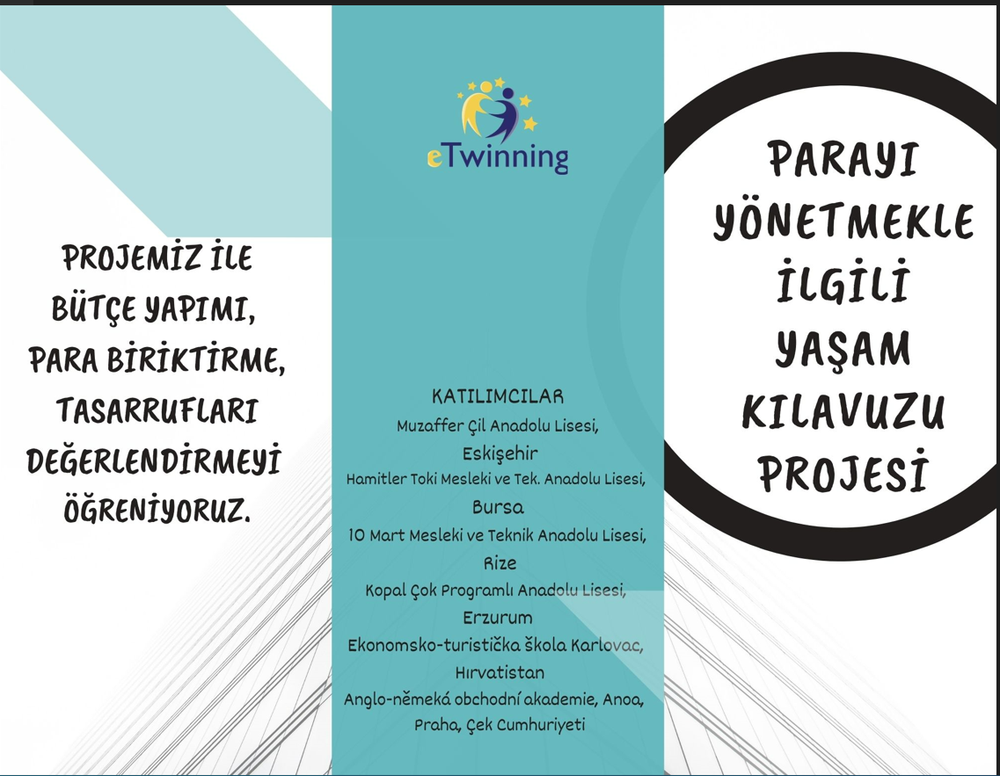 PROJEMİZ İLE
BÜTÇE YAPIMI,
PARA BİRİKTİRME,
TASARRUFLARI
DEĞERLENDİRMEYİ
ÖĞRENİYORUZ.
eTwinning
KATILIMCILAR
Muzaffer Çil Anadolu Lisesi,
Eskişehir
Hamitler Toki Mesleki ve Tek. Anadolu Lisesi,
Bursa
10 Mart Mesleki ve Teknik Anadolu Lisesi,
Rize
Kopal Çok Programlı Anadolu Lisesi,
Erzurum
Ekonomsko-turistička škola Karlovac,
Hırvatistan
Anglo-německá obchodní akademie, Anoa,
Praha, Çek Cumhuriyeti
PARAYI
YÖNETMEKLE
İLGİLİ
YAŞAM
KILAVUZU
PROJESİ